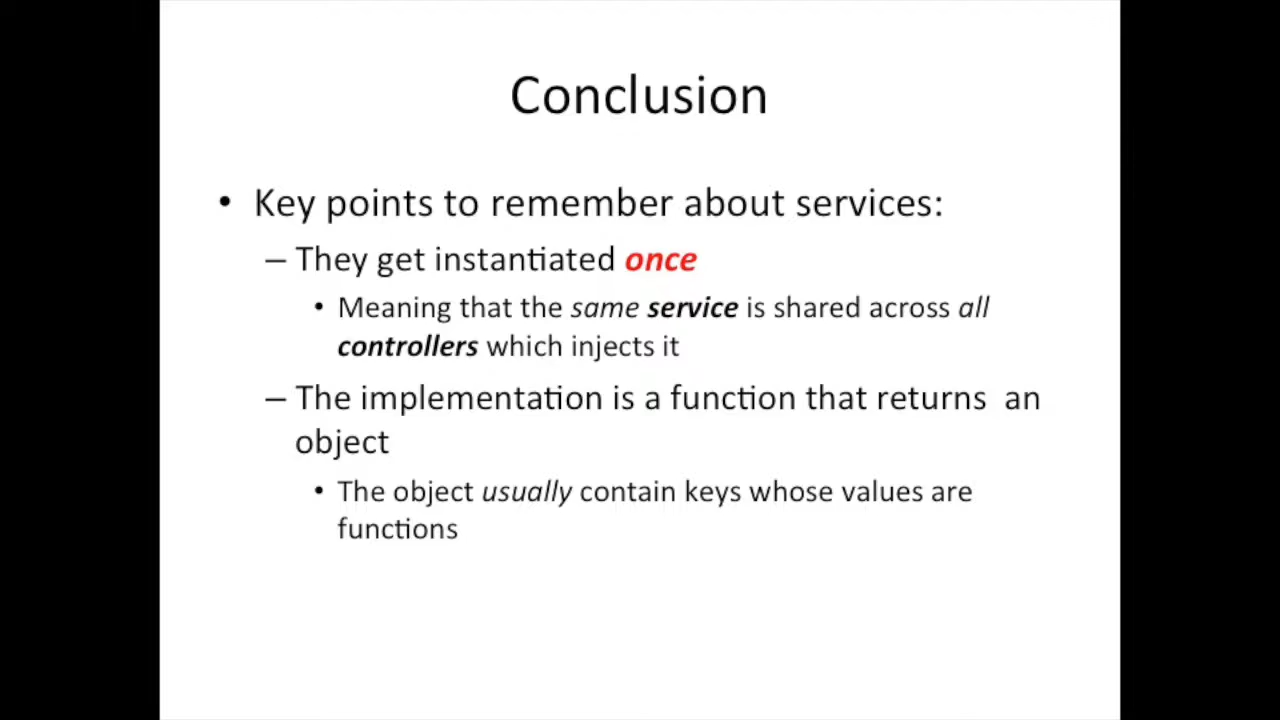 Conclusion
• Key points to remember about services:
– They get instantiated once
• Meaning that the same service is shared across all
controllers which injects it
– The implementation is a function that returns  an
object
• The object usually contain keys whose values are
functions